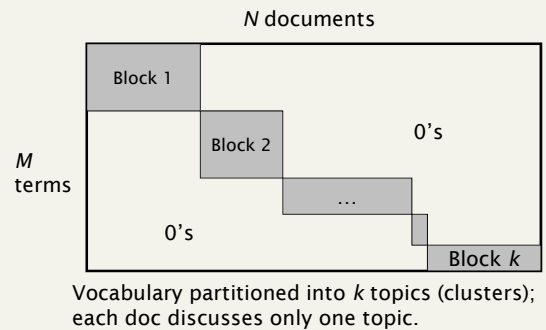 N documents
Block 1
Block 2
0's
M
terms
…
0's
Block k
Vocabulary partitioned into k topics (clusters);
each doc discusses only one topic.